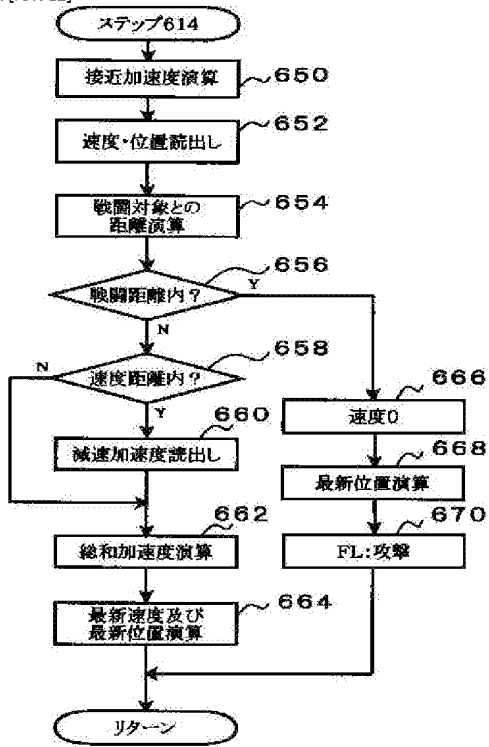 ステップ614
接近加速度演算
650
速度・位置読出し
652
戦闘対象との
距離演算
654
戦闘距離内?
656
Y
N
速度距離内?
658
N
Y
減速加速度読出し
660
総和加速度演算
662
最新速度及び
最新位置演算
664
速度0
666
最新位置演算
668
FL:攻撃
670
リターン